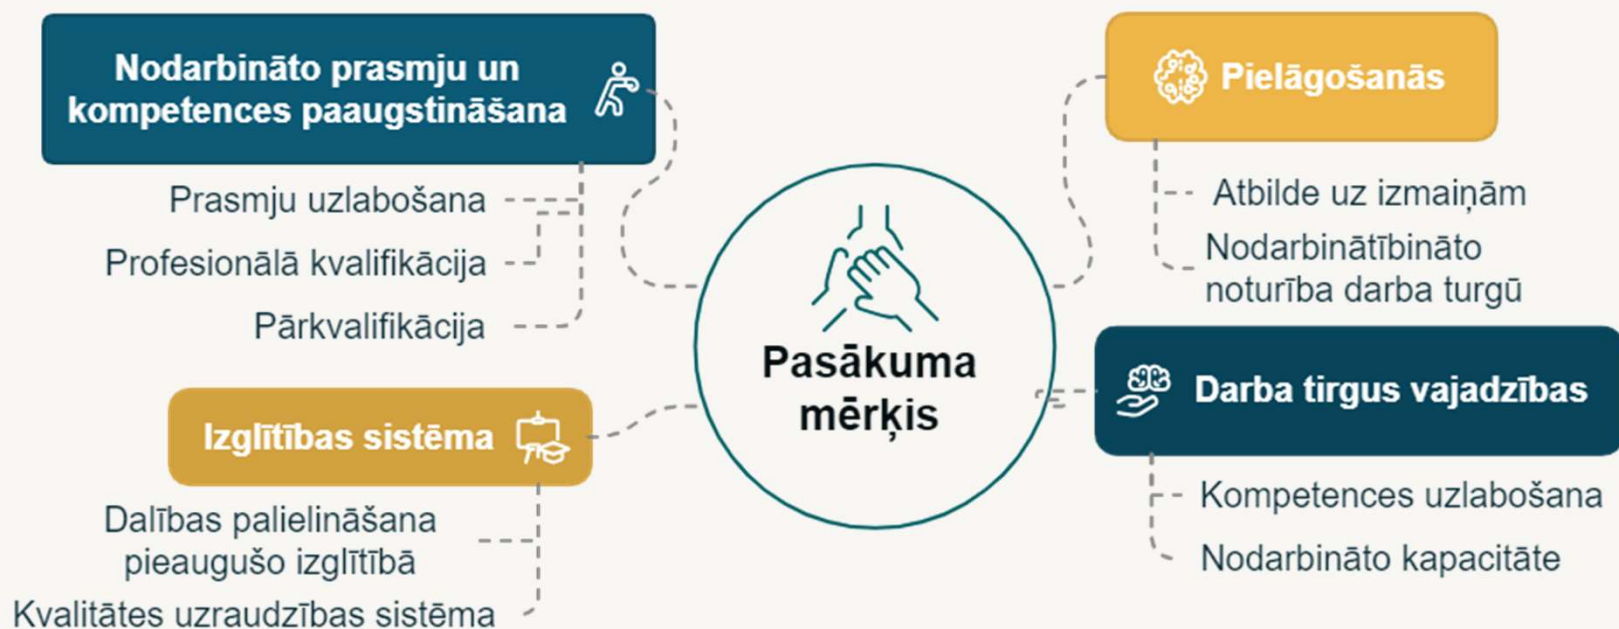 Nodarbināto prasmju un
kompetences paaugstināšana
Prasmju uzlabošana
Profesionālā kvalifikācija
Pārkvalifikācija
Izglītības sistēma
Dalības palielināšana
pieaugušo izglītībā
Kvalitātes uzraudzības sistēma
Pasākuma
mērķis
Pielāgošanās
Atbilde uz izmaiņām
Nodarbinātībināto
noturība darba turgū
Darba tirgus vajadzības
Kompetences uzlabošana
Nodarbināto kapacitāte